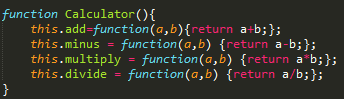 function Calculator(){
    this.add=function(a,b){return a+b;};
    this.minus = function(a,b) {return a-b;};
    this.multiply = function(a,b) {return a*b;};
    this.divide = function(a,b) {return a/b;};
}